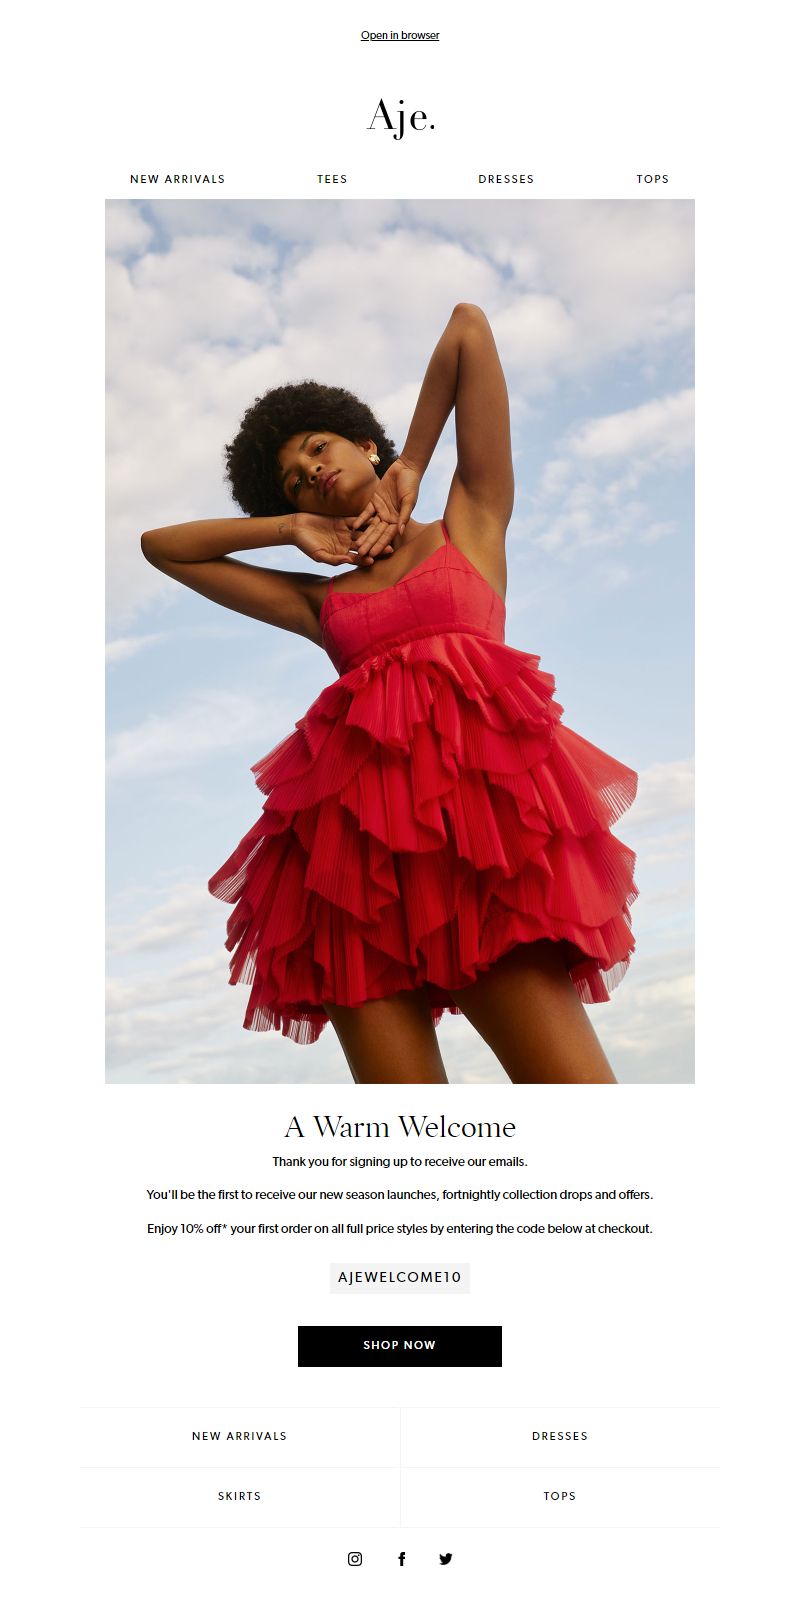 Open in browser
Aje.
NEW ARRIVALS TEES DRESSES TOPS
A Warm Welcome
Thank you for signing up to receive our emails.
You'll be the first to receive our new season launches, fortnightly collection drops and offers.
Enjoy 10% off* your first order on all full price styles by entering the code below at checkout.
AJEWELCOME10
SHOP NOW
NEW ARRIVALS DRESSES
SKIRTS TOPS